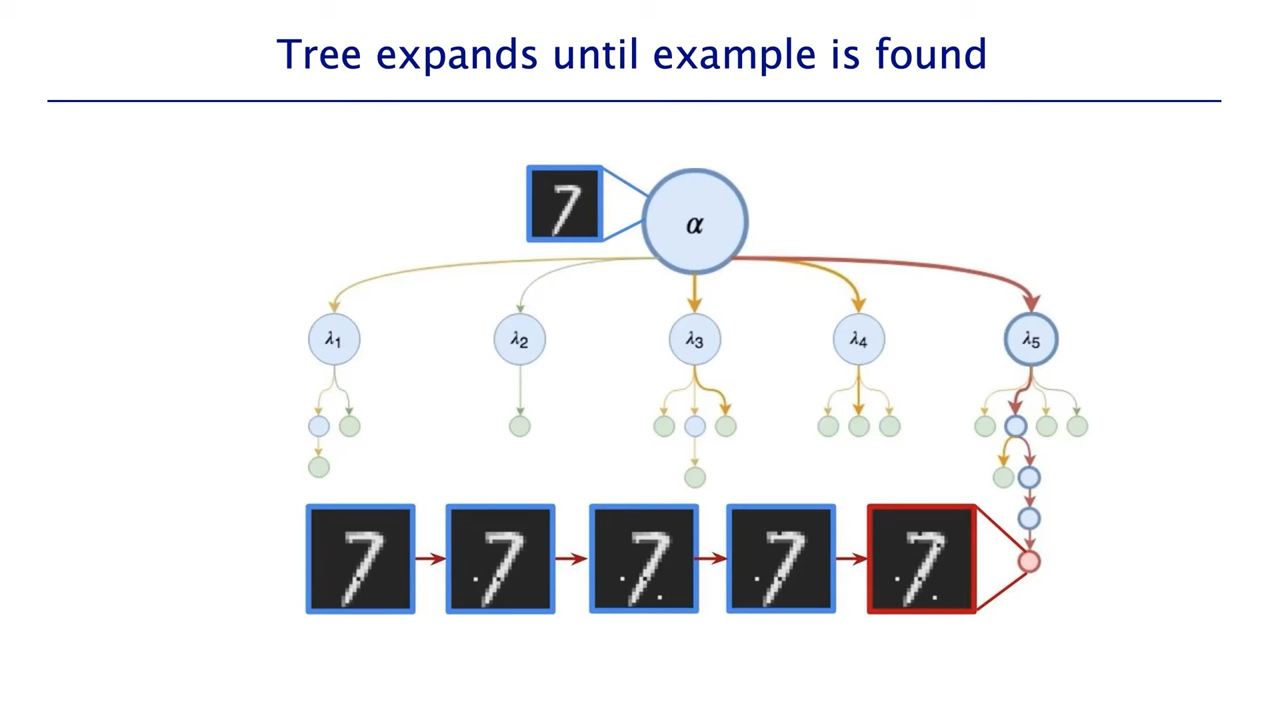 Tree expands until example is found
7
α
λ1 λ2 λ3 λ4 λ5
7 7 7 7 7